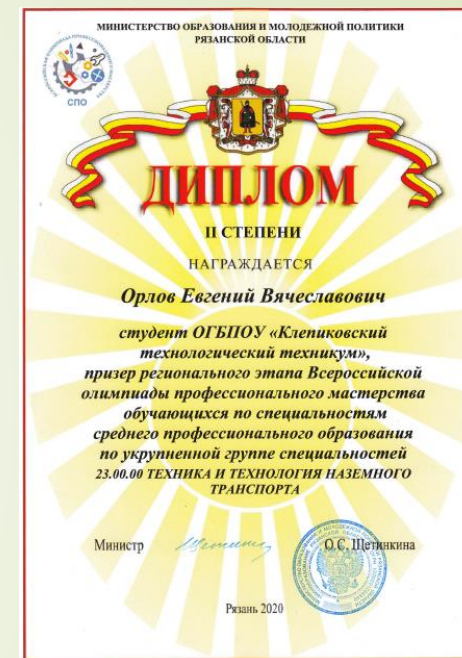 МИНИСТЕРСТВО ОБРАЗОВАНИЯ И МОЛОДЕЖНОЙ ПОЛИТИКИ
РЯЗАНСКОЙ ОБЛАСТИ
СПО
ДИПЛОМ
II СТЕПЕНИ
НАГРАЖДАЕТСЯ
Орлов Евгений Вячеславович
студент ОГБПОУ «Клепиковский
технологический техникум»,
призер регионального этапа Всероссийской
олимпиады профессионального мастерства
обучающихся по специальностям
среднего профессионального образования
по укрупненной группе специальностей
23.00.00 ТЕХНИКА И ТЕХНОЛОГИЯ НАЗЕМНОГО
ТРАНСПОРТА
Министр
О.С. Щетинкина
Рязань 2020